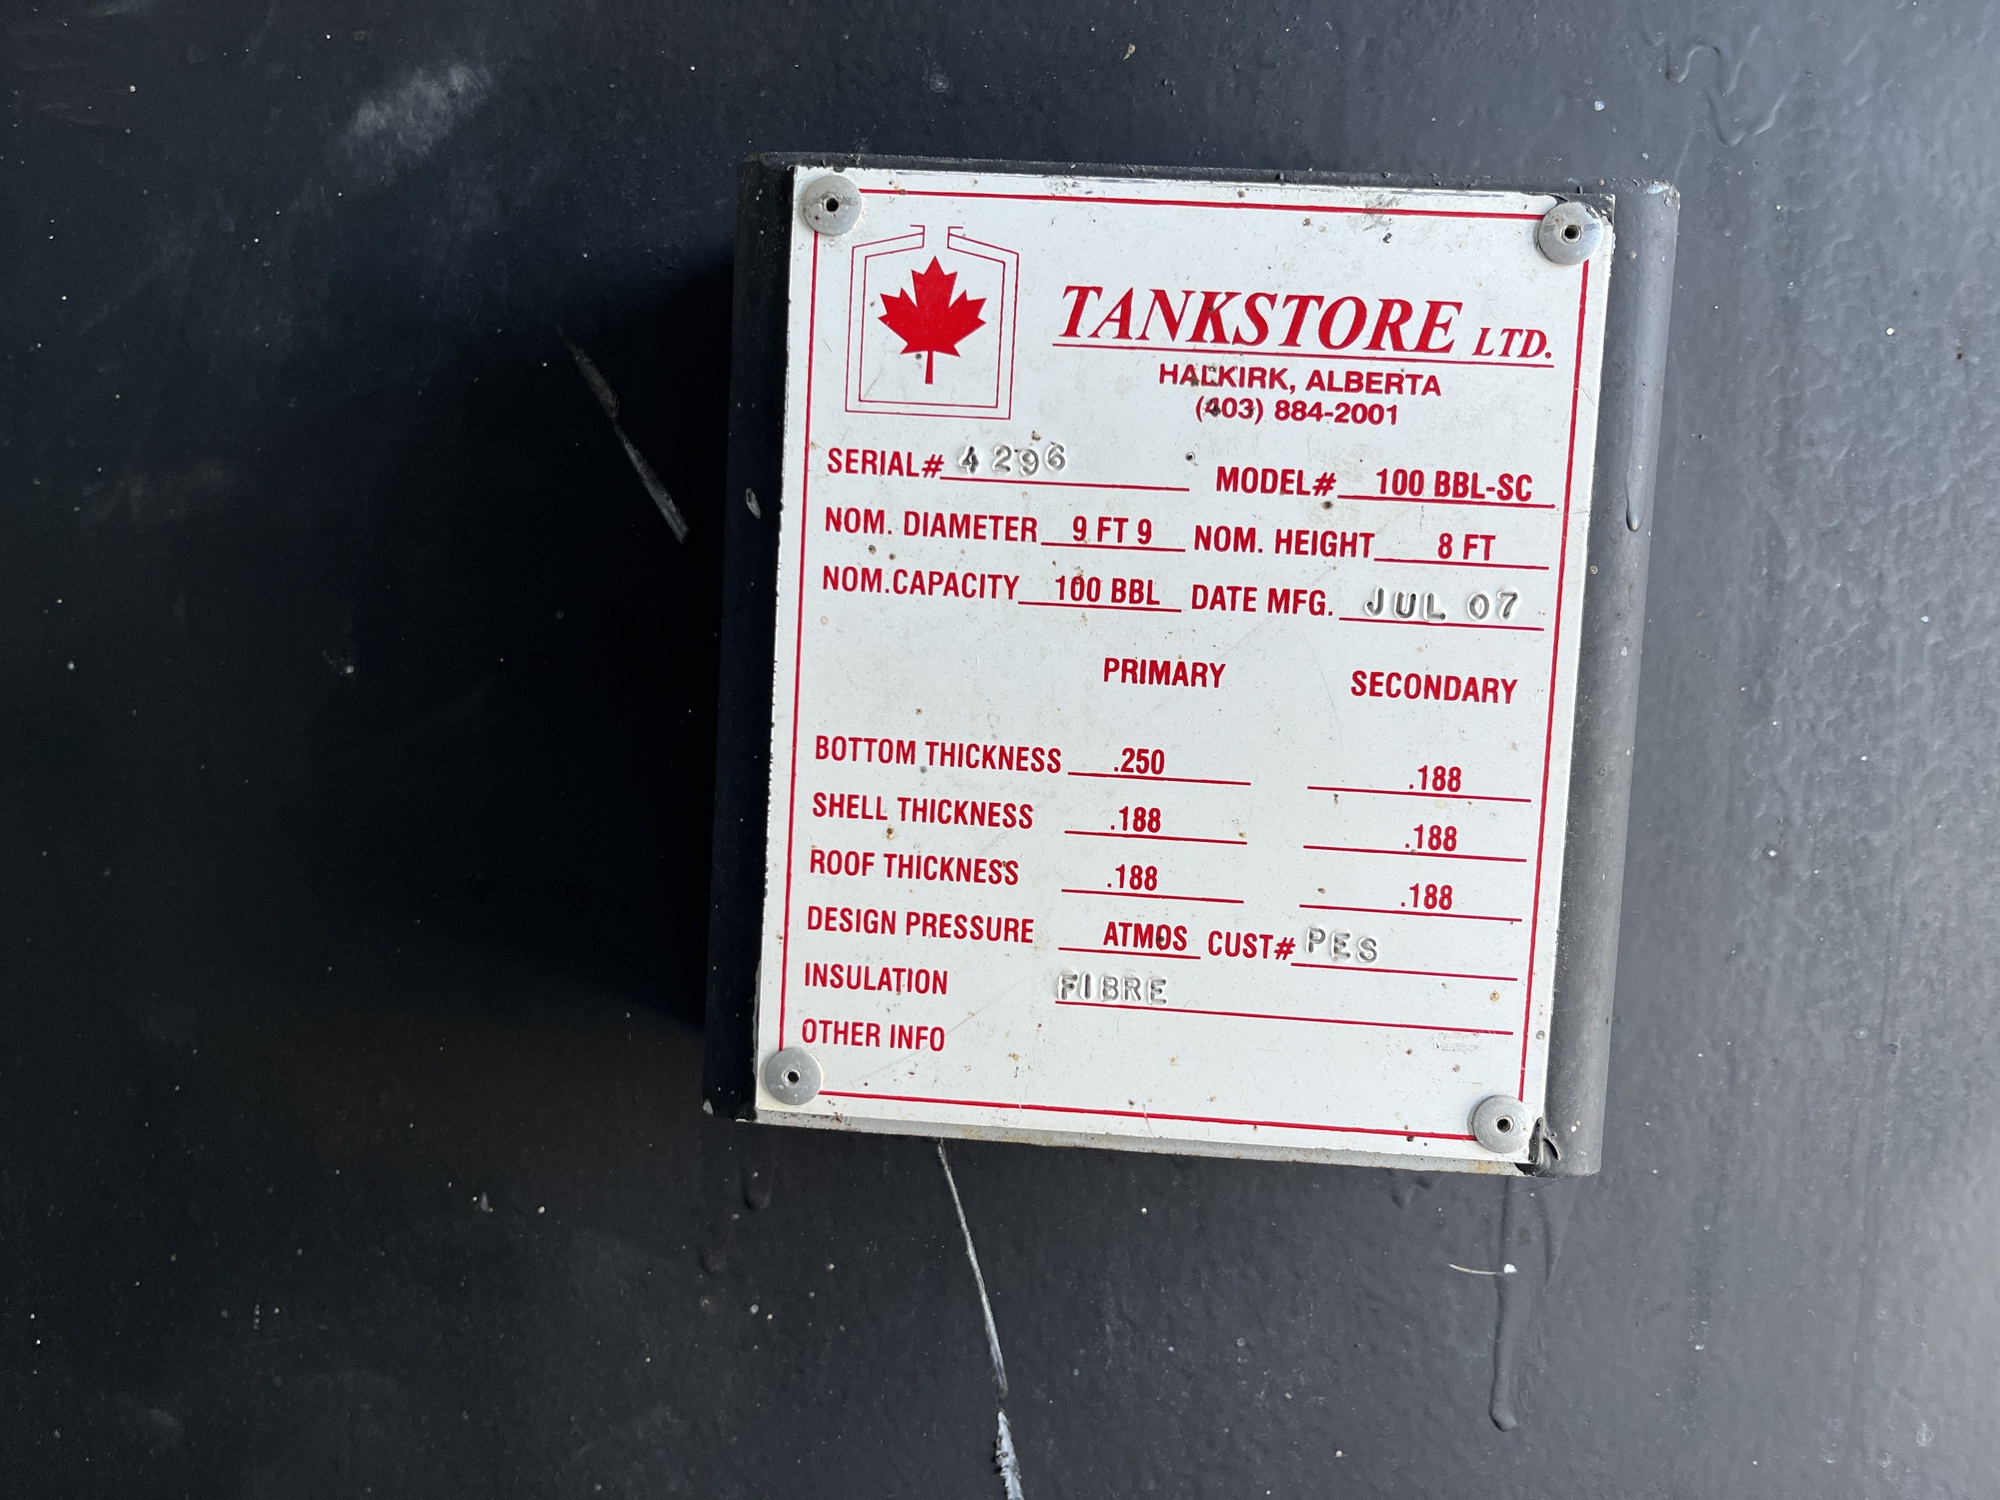 TANKSTORE LTD.
HALKIRK, ALBERTA
(403) 884-2001
SERIAL# 4296 MODEL# 100 BBL-SC
NOM. DIAMETER 9 FT 9 NOM. HEIGHT 8 FT
NOM.CAPACITY 100 BBL DATE MFG. JUL 07
PRIMARY SECONDARY
BOTTOM THICKNESS .250 .188
SHELL THICKNESS .188 .188
ROOF THICKNESS .188 .188
DESIGN PRESSURE ATMOS CUST# PES
INSULATION FIBRE
OTHER INFO